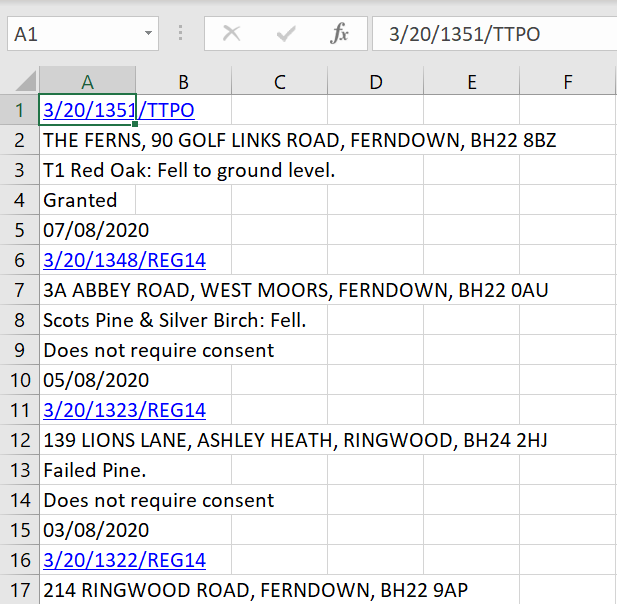 A1 fx 3/20/1351/TTPO
A B C D E F
1 3/20/1351/TTPO
2 THE FERNS, 90 GOLF LINKS ROAD, FERNDOWN, BH22 8BZ
3 T1 Red Oak: Fell to ground level.
4 Granted
5 07/08/2020
6 3/20/1348/REG14
7 3A ABBEY ROAD, WEST MOORS, FERNDOWN, BH22 0AU
8 Scots Pine & Silver Birch: Fell.
9 Does not require consent
10 05/08/2020
11 3/20/1323/REG14
12 139 LIONS LANE, ASHLEY HEATH, RINGWOOD, BH24 2HJ
13 Failed Pine.
14 Does not require consent
15 03/08/2020
16 3/20/1322/REG14
17 214 RINGWOOD ROAD, FERNDOWN, BH22 9AP